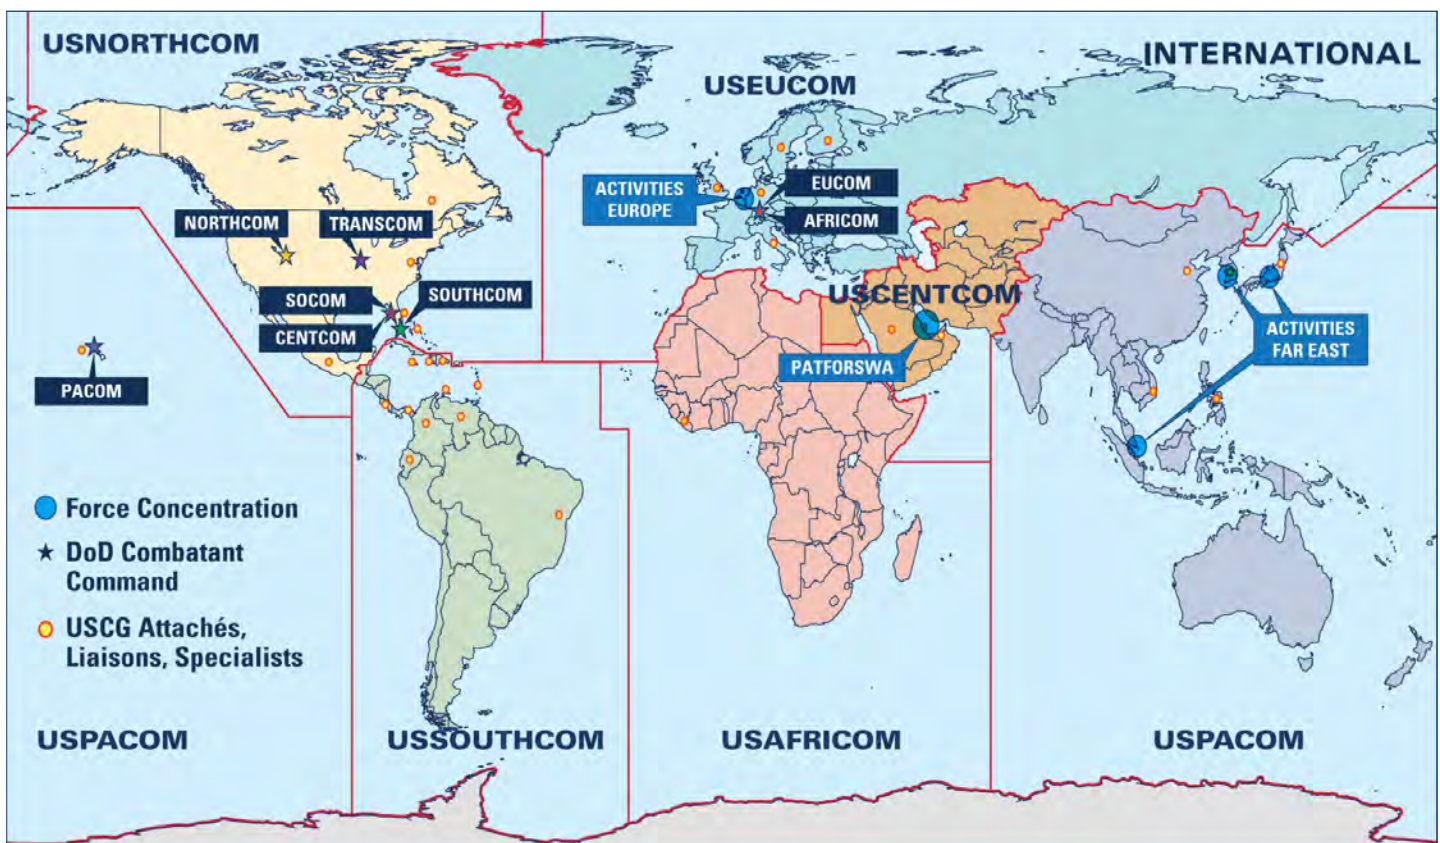 USNORTHCOM
INTERNATIONAL
USEUCOM
ACTIVITIES
EUROPE
EUCOM
AFRICOM
NORTHCOM
TRANSCOM
SOCOM
SOUTHCOM
CENTCOM
USCENTCOM
PATFORSWA
ACTIVITIES
FAR EAST
PACOM
Force Concentration
DoD Combatant
Command
USCG Attachés,
Liaisons, Specialists
USPACOM
USSOUTHCOM
USAFRICOM
USPACOM